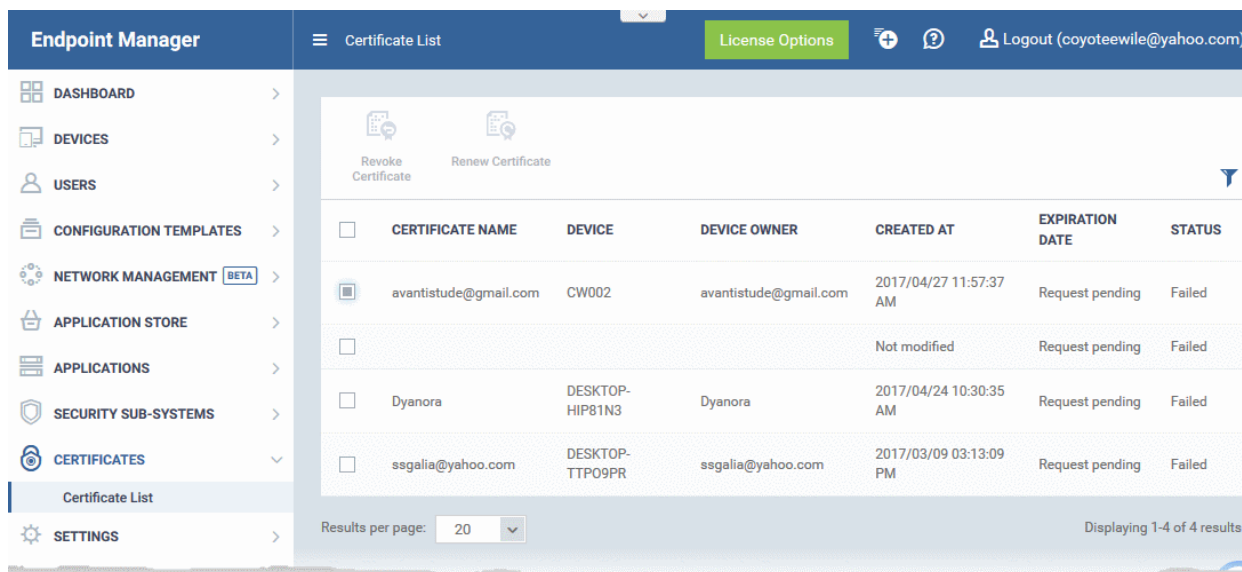 Endpoint Manager
Certificate List
License Options
Logout (coyoteewile@yahoo.com)
DASHBOARD
DEVICES
USERS
CONFIGURATION TEMPLATES
NETWORK MANAGEMENT BETA
APPLICATION STORE
APPLICATIONS
SECURITY SUB-SYSTEMS
CERTIFICATES
Certificate List
SETTINGS
Revoke
Certificate
Renew Certificate
CERTIFICATE NAME DEVICE DEVICE OWNER CREATED AT EXPIRATION DATE STATUS
avantistude@gmail.com CW002 avantistude@gmail.com 2017/04/27 11:57:37 AM Request pending Failed
Not modified Request pending Failed
Dyanora DESKTOP-HIP81N3 Dyanora 2017/04/24 10:30:35 AM Request pending Failed
ssgalia@yahoo.com DESKTOP-TTPO9PR ssgalia@yahoo.com 2017/03/09 03:13:09 PM Request pending Failed
Results per page: 20
Displaying 1-4 of 4 results